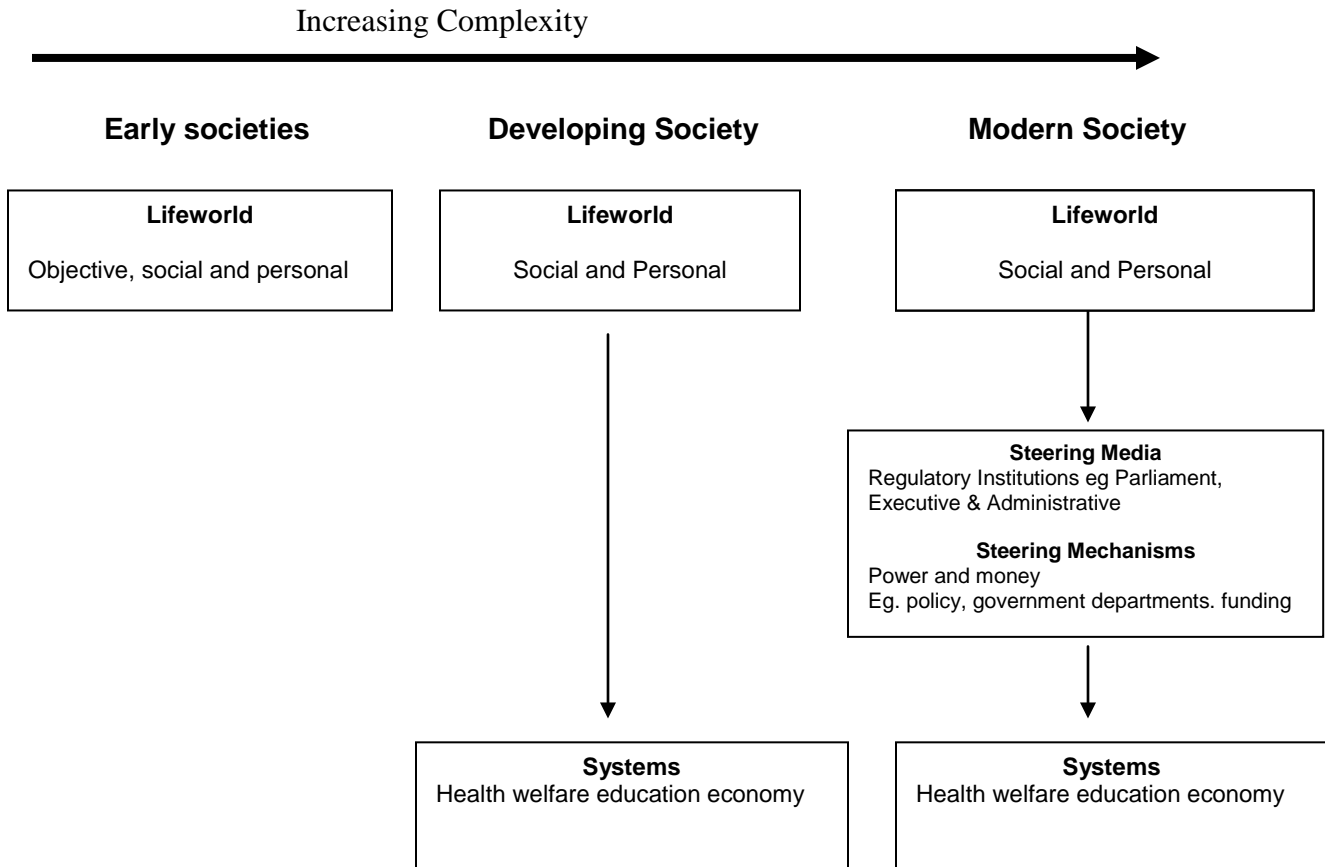 Increasing Complexity
Early societies
Developing Society
Modern Society
Lifeworld
Objective, social and personal
Lifeworld
Social and Personal
Lifeworld
Social and Personal
Steering Media
Regulatory Institutions eg Parliament,
Executive & Administrative
Steering Mechanisms
Power and money
Eg. policy, government departments. funding
Systems
Health welfare education economy
Systems
Health welfare education economy